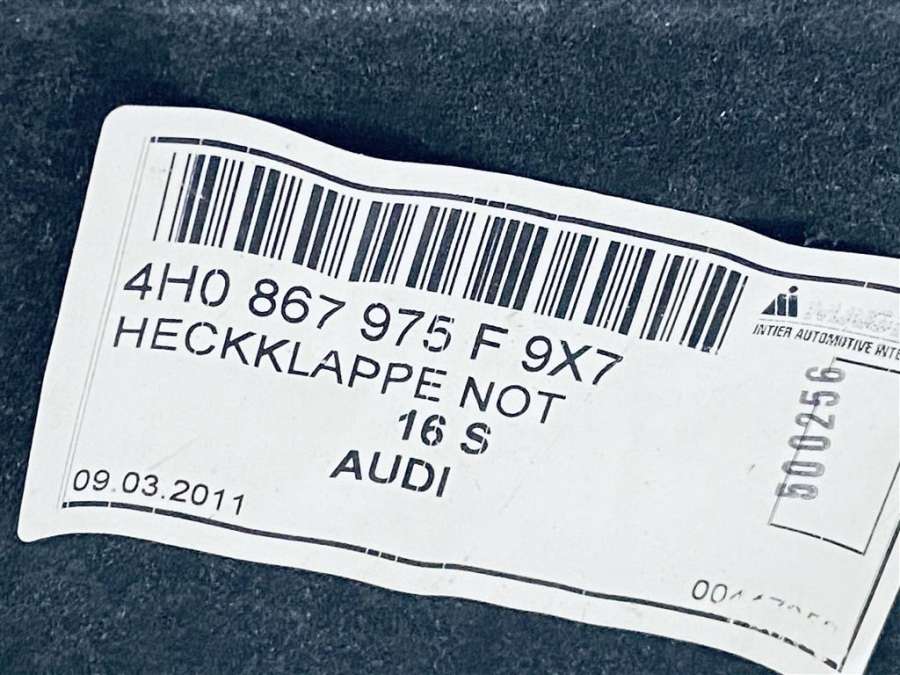 4H0 867 975 F 9X7
HECKKLAPPE NOT
16 S
AUDI
09.03.2011
INTIER AUTOMOTIVE
500256